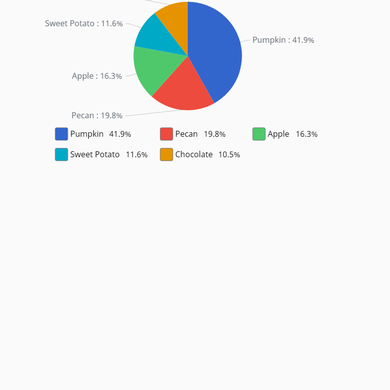 Sweet Potato : 11.6%
Pumpkin : 41.9%
Apple : 16.3%
Pecan : 19.8%
Pumpkin 41.9% Pecan 19.8% Apple 16.3%
Sweet Potato 11.6% Chocolate 10.5%